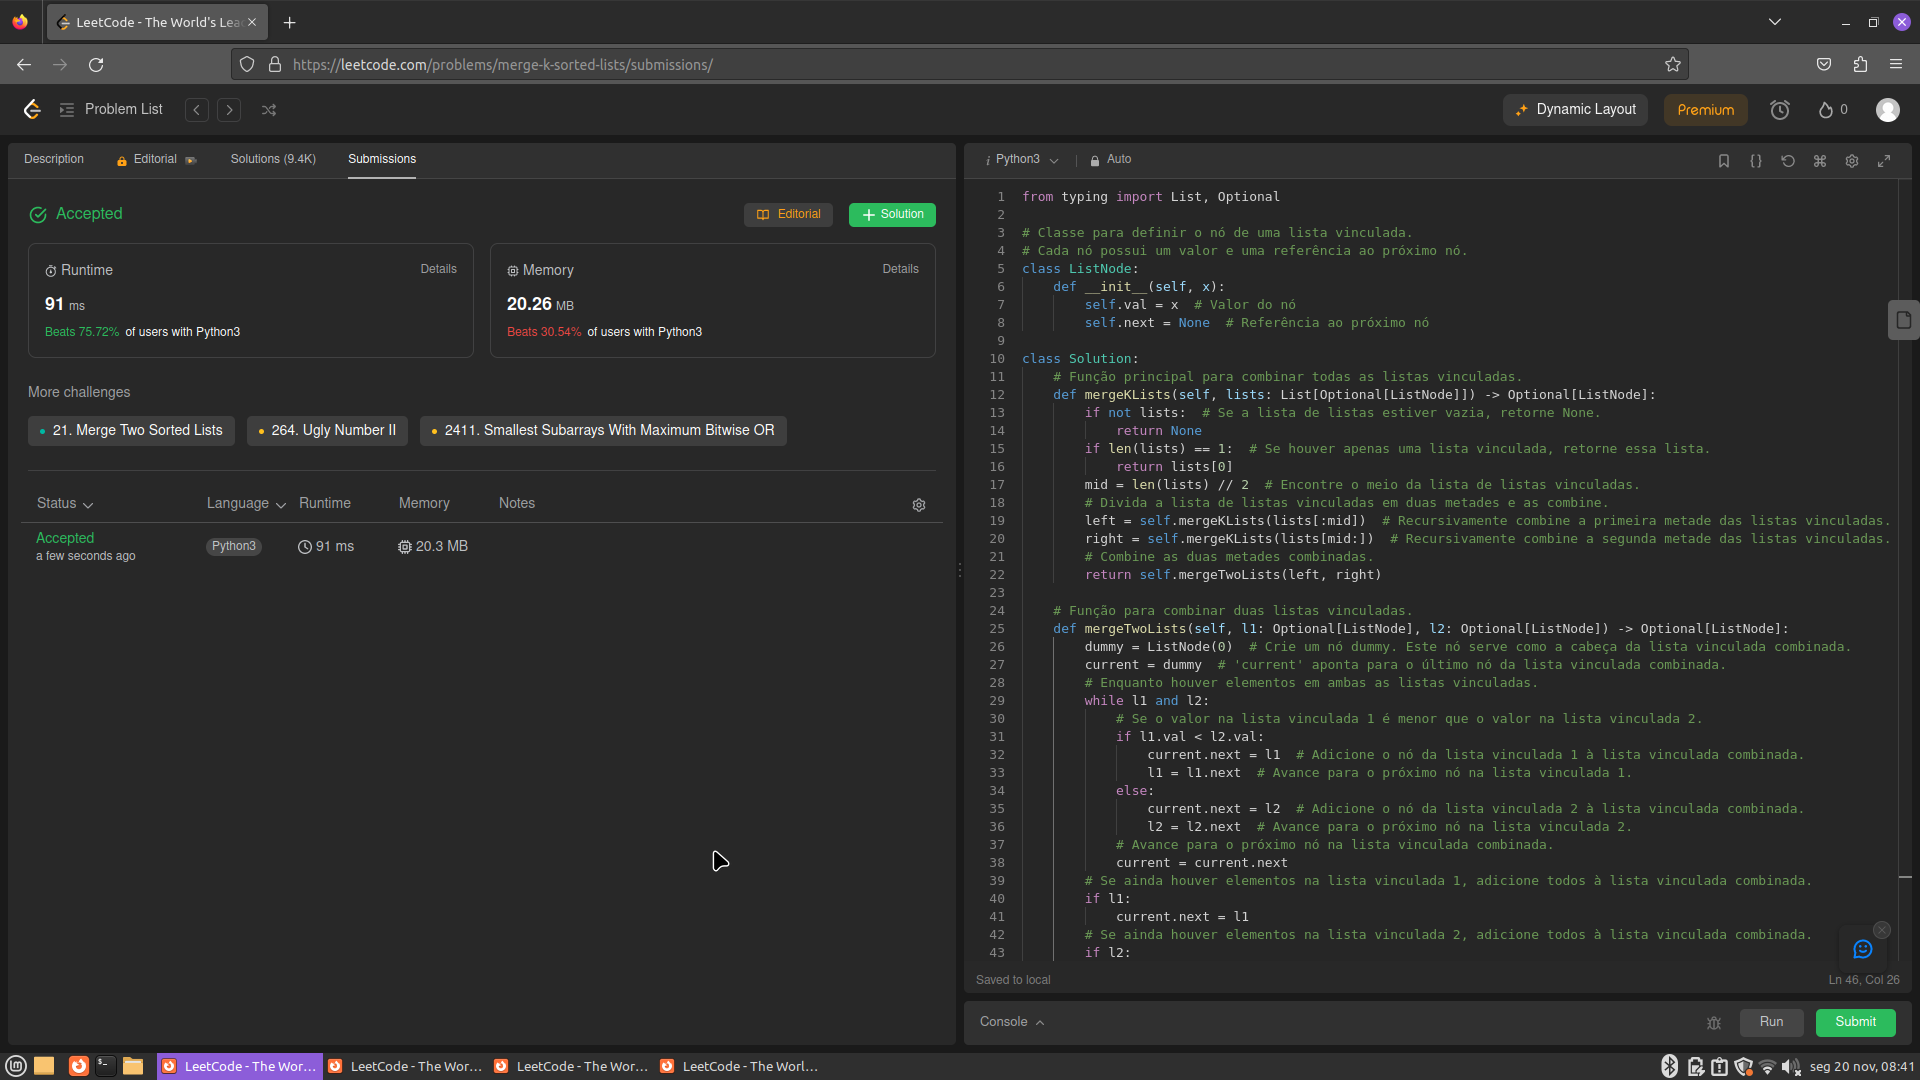 LeetCode - The World's Lea
https://leetcode.com/problems/merge-k-sorted-lists/submissions/
Problem List
Dynamic Layout
Premium
0
Description
Editorial
Solutions (9.4K)
Submissions
Accepted
Editorial
Solution
Runtime
Details
91 ms
Beats 75.72% of users with Python3
Memory
Details
20.26 MB
Beats 30.54% of users with Python3
More challenges
21. Merge Two Sorted Lists
264. Ugly Number II
2411. Smallest Subarrays With Maximum Bitwise OR
Status Language Runtime Memory Notes
Accepted
a few seconds ago
Python3
91 ms
20.3 MB
Python3
Auto
1 from typing import List, Optional
2
3 # Classe para definir o nó de uma lista vinculada.
4 # Cada nó possui um valor e uma referência ao próximo nó.
5 class ListNode:
6 def __init__(self, x):
7 self.val = x # Valor do nó
8 self.next = None # Referência ao próximo nó
9
10 class Solution:
11 # Função principal para combinar todas as listas vinculadas.
12 def mergeKLists(self, lists: List[Optional[ListNode]]) -> Optional[ListNode]:
13 if not lists: # Se a lista de listas estiver vazia, retorne None.
14 return None
15 if len(lists) == 1: # Se houver apenas uma lista vinculada, retorne essa lista.
16 return lists[0]
17 mid = len(lists) // 2 # Encontre o meio da lista de listas vinculadas.
18 # Divida a lista de listas vinculadas em duas metades e as combine.
19 left = self.mergeKLists(lists[:mid]) # Recursivamente combine a primeira metade das listas vinculadas.
20 right = self.mergeKLists(lists[mid:]) # Recursivamente combine a segunda metade das listas vinculadas.
21 # Combine as duas metades combinadas.
22 return self.mergeTwoLists(left, right)
23
24 # Função para combinar duas listas vinculadas.
25 def mergeTwoLists(self, l1: Optional[ListNode], l2: Optional[ListNode]) -> Optional[ListNode]:
26 dummy = ListNode(0) # Crie um nó dummy. Este nó serve como a cabeça da lista vinculada combinada.
27 current = dummy # 'current' aponta para o último nó da lista vinculada combinada.
28 # Enquanto houver elementos em ambas as listas vinculadas.
29 while l1 and l2:
30 # Se o valor na lista vinculada 1 é menor que o valor na lista vinculada 2.
31 if l1.val < l2.val:
32 current.next = l1 # Adicione o nó da lista vinculada 1 à lista vinculada combinada.
33 l1 = l1.next # Avance para o próximo nó na lista vinculada 1.
34 else:
35 current.next = l2 # Adicione o nó da lista vinculada 2 à lista vinculada combinada.
36 l2 = l2.next # Avance para o próximo nó na lista vinculada 2.
37 # Avance para o próximo nó na lista vinculada combinada.
38 current = current.next
39 # Se ainda houver elementos na lista vinculada 1, adicione todos à lista vinculada combinada.
40 if l1:
41 current.next = l1
42 # Se ainda houver elementos na lista vinculada 2, adicione todos à lista vinculada combinada.
43 if l2:
Saved to local
Ln 46, Col 26
Console
Run
Submit
LeetCode - The Wor...
LeetCode - The Wor...
LeetCode - The Wor...
LeetCode - The Worl...
seg 20 nov, 08:41